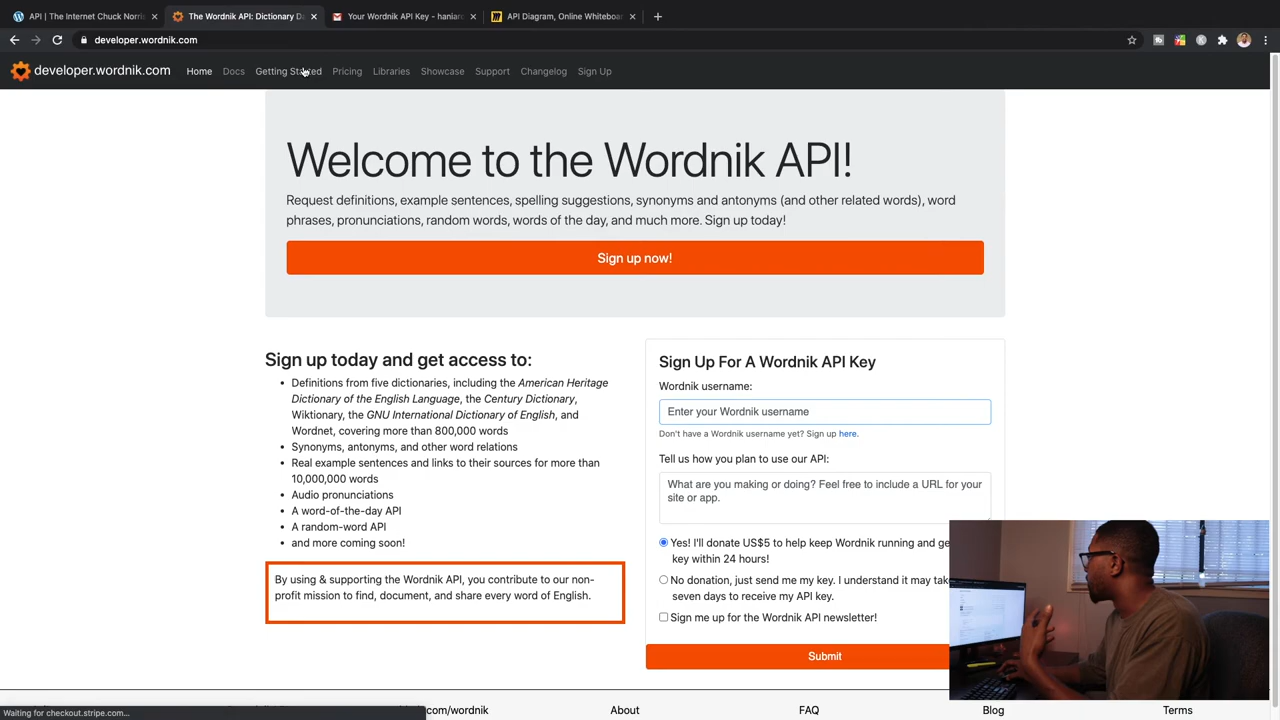 API | The Internet Chuck Norris
The Wordnik API: Dictionary Da
Your Wordnik API Key - haniaro
API Diagram, Online Whiteboar
developer.wordnik.com
developer.wordnik.com
Home
Docs
Getting Started
Pricing
Libraries
Showcase
Support
Changelog
Sign Up
Welcome to the Wordnik API!
Request definitions, example sentences, spelling suggestions, synonyms and antonyms (and other related words), word
phrases, pronunciations, random words, words of the day, and much more. Sign up today!
Sign up now!
Sign up today and get access to:
• Definitions from five dictionaries, including the American Heritage
Dictionary of the English Language, the Century Dictionary,
Wiktionary, the GNU International Dictionary of English, and
Wordnet, covering more than 800,000 words
• Synonyms, antonyms, and other word relations
• Real example sentences and links to their sources for more than
10,000,000 words
• Audio pronunciations
• A word-of-the-day API
• A random-word API
• and more coming soon!
By using & supporting the Wordnik API, you contribute to our non-
profit mission to find, document, and share every word of English.
Sign Up For A Wordnik API Key
Wordnik username:
Enter your Wordnik username
Don't have a Wordnik username yet? Sign up here.
Tell us how you plan to use our API:
What are you making or doing? Feel free to include a URL for your
site or app.
Yes! I'll donate US$5 to help keep Wordnik running and ge
key within 24 hours!
No donation, just send me my key. I understand it may tak
seven days to receive my API key.
Sign me up for the Wordnik API newsletter!
Submit
Waiting for checkout.stripe.com...
com/wordnik
About
FAQ
Blog
Terms